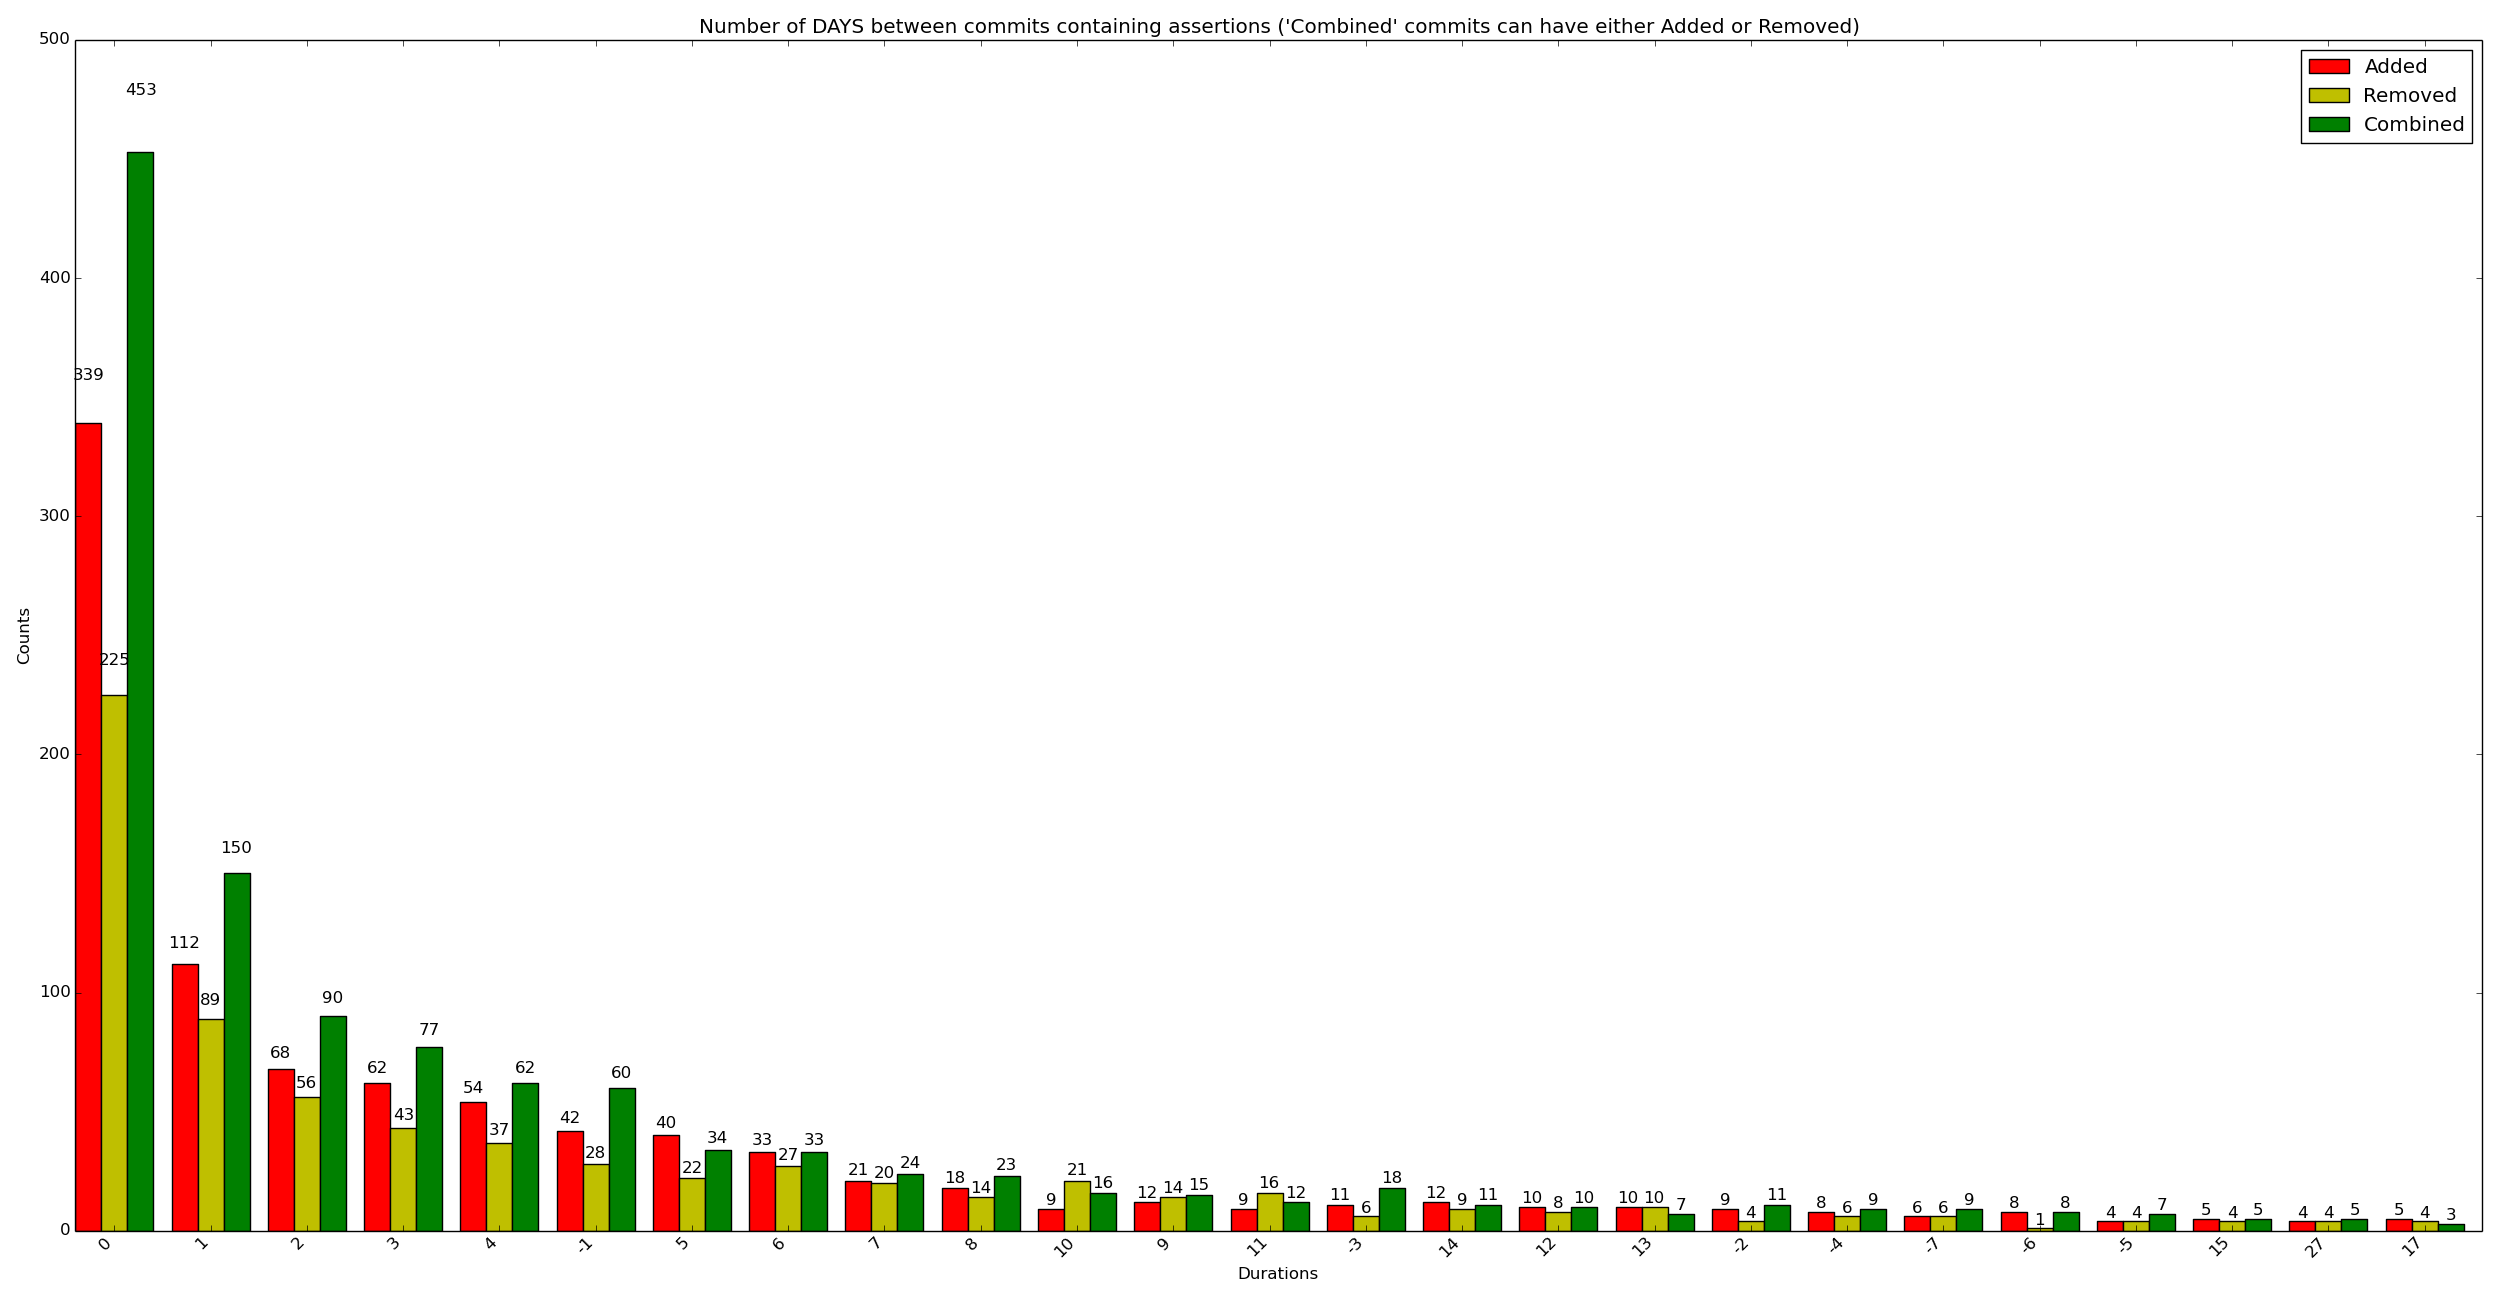 Number of DAYS between commits containing assertions ('Combined' commits can have either Added or Removed)
Added
Removed
Combined
Counts
500
400
300
200
100
0
339 225 453
112 89 150
68 56 90
62 43 77
54 37 62
42 28 60
40 22 34
33 27 33
21 20 24
18 14 23
9 21 16
12 14 15
9 16 12
11 6 18
12 9 11
10 8 10
10 10 7
9 4 11
8 6 9
6 6 9
8 1 8
4 4 7
5 4 5
4 4 5
5 4 3
0 1 2 3 4 -1 5 6 7 8 10 9 11 -3 14 12 13 -2 -4 -7 -6 -5 15 27 17
Durations